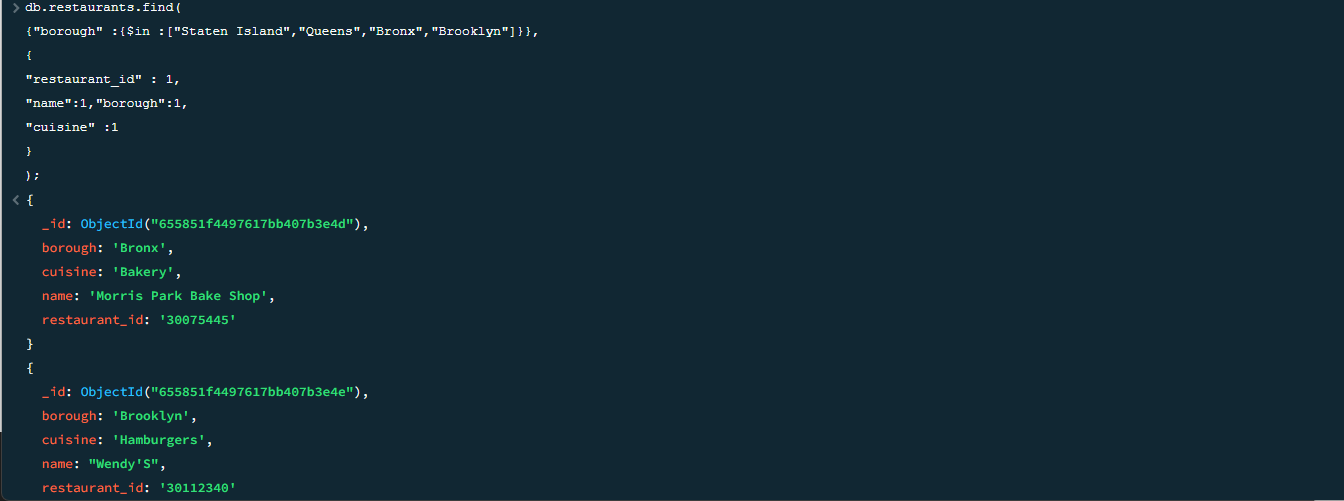 > db.restaurants.find(
{"borough" :{$in :["Staten Island","Queens","Bronx","Brooklyn"]}},
{
"restaurant_id" : 1,
"name":1,"borough":1,
"cuisine" :1
}
);
< {
_id: ObjectId("655851f4497617bb407b3e4d"),
borough: 'Bronx',
cuisine: 'Bakery',
name: 'Morris Park Bake Shop',
restaurant_id: '30075445'
}
{
_id: ObjectId("655851f4497617bb407b3e4e"),
borough: 'Brooklyn',
cuisine: 'Hamburgers',
name: "Wendy'S",
restaurant_id: '30112340'